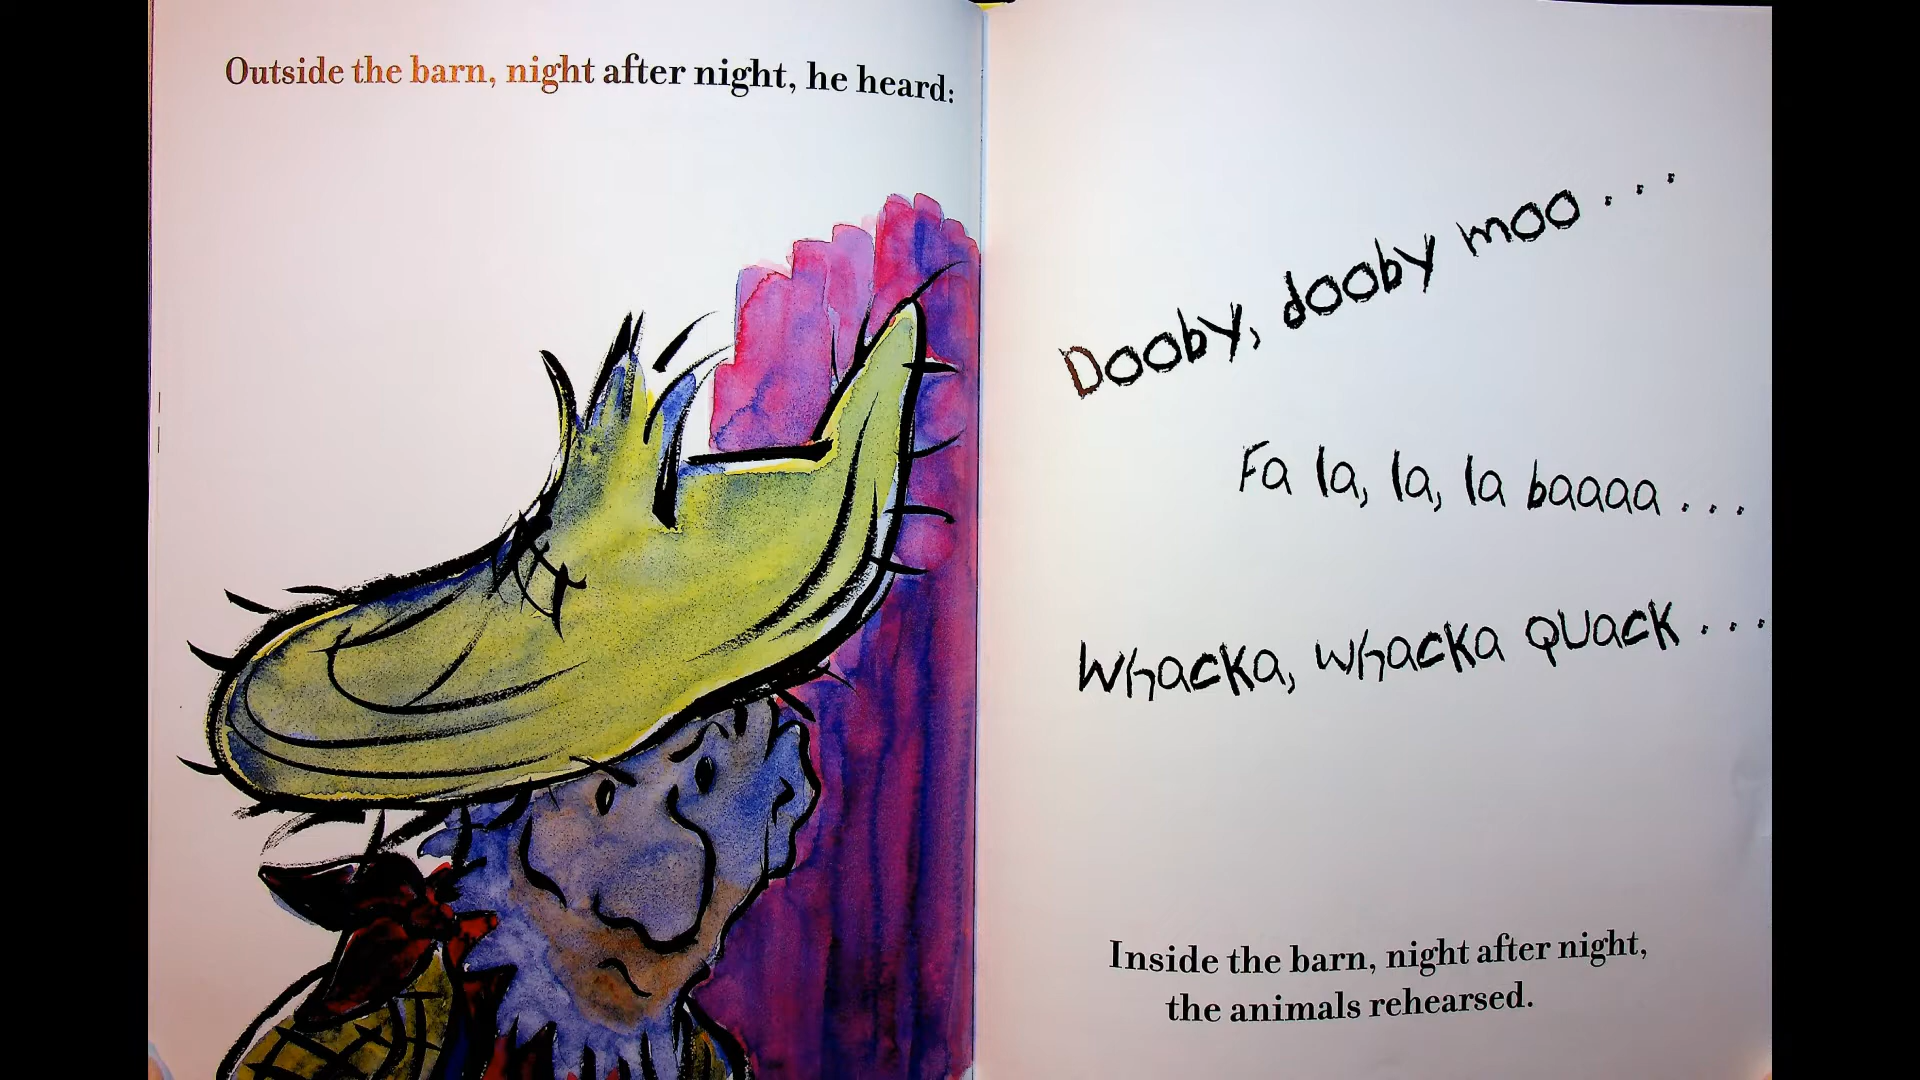 Outside the barn, night after night, he heard:
Dooby, dooby moo . . .
Fa la, la, la baaaa . . .
Whacka, whacka quack . . .
Inside the barn, night after night,
the animals rehearsed.